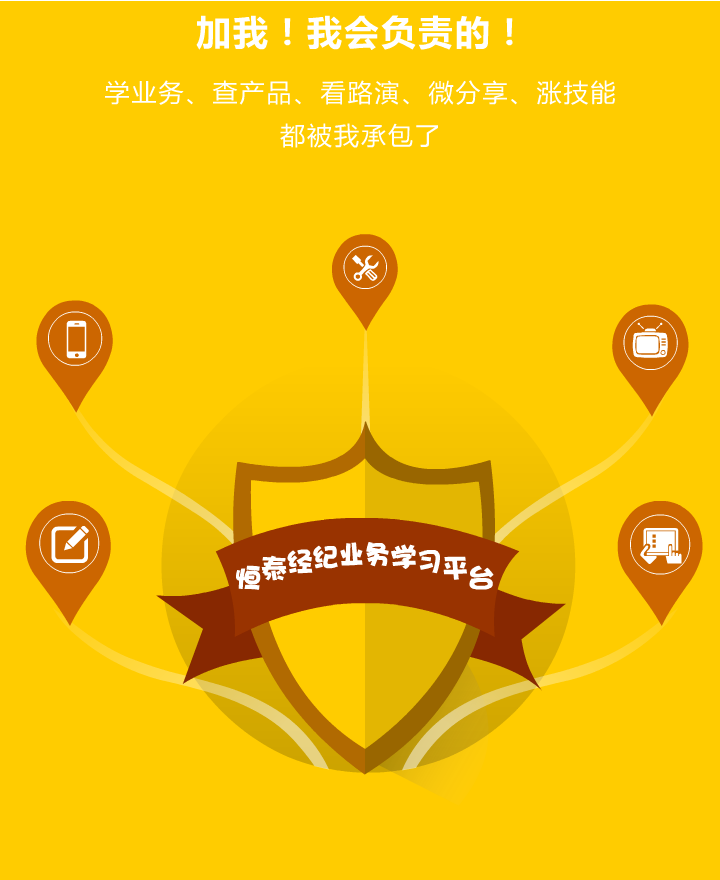 加我！我会负责的！
学业务、查产品、看路演、微分享、涨技能
都被我承包了
恒泰经纪业务学习平台